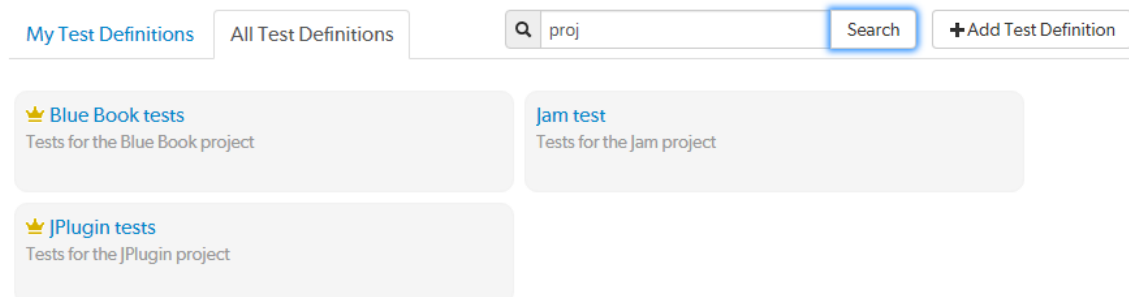 My Test Definitions
All Test Definitions
proj
Search
+Add Test Definition
Blue Book tests
Tests for the Blue Book project
Jam test
Tests for the Jam project
JPlugin tests
Tests for the JPlugin project